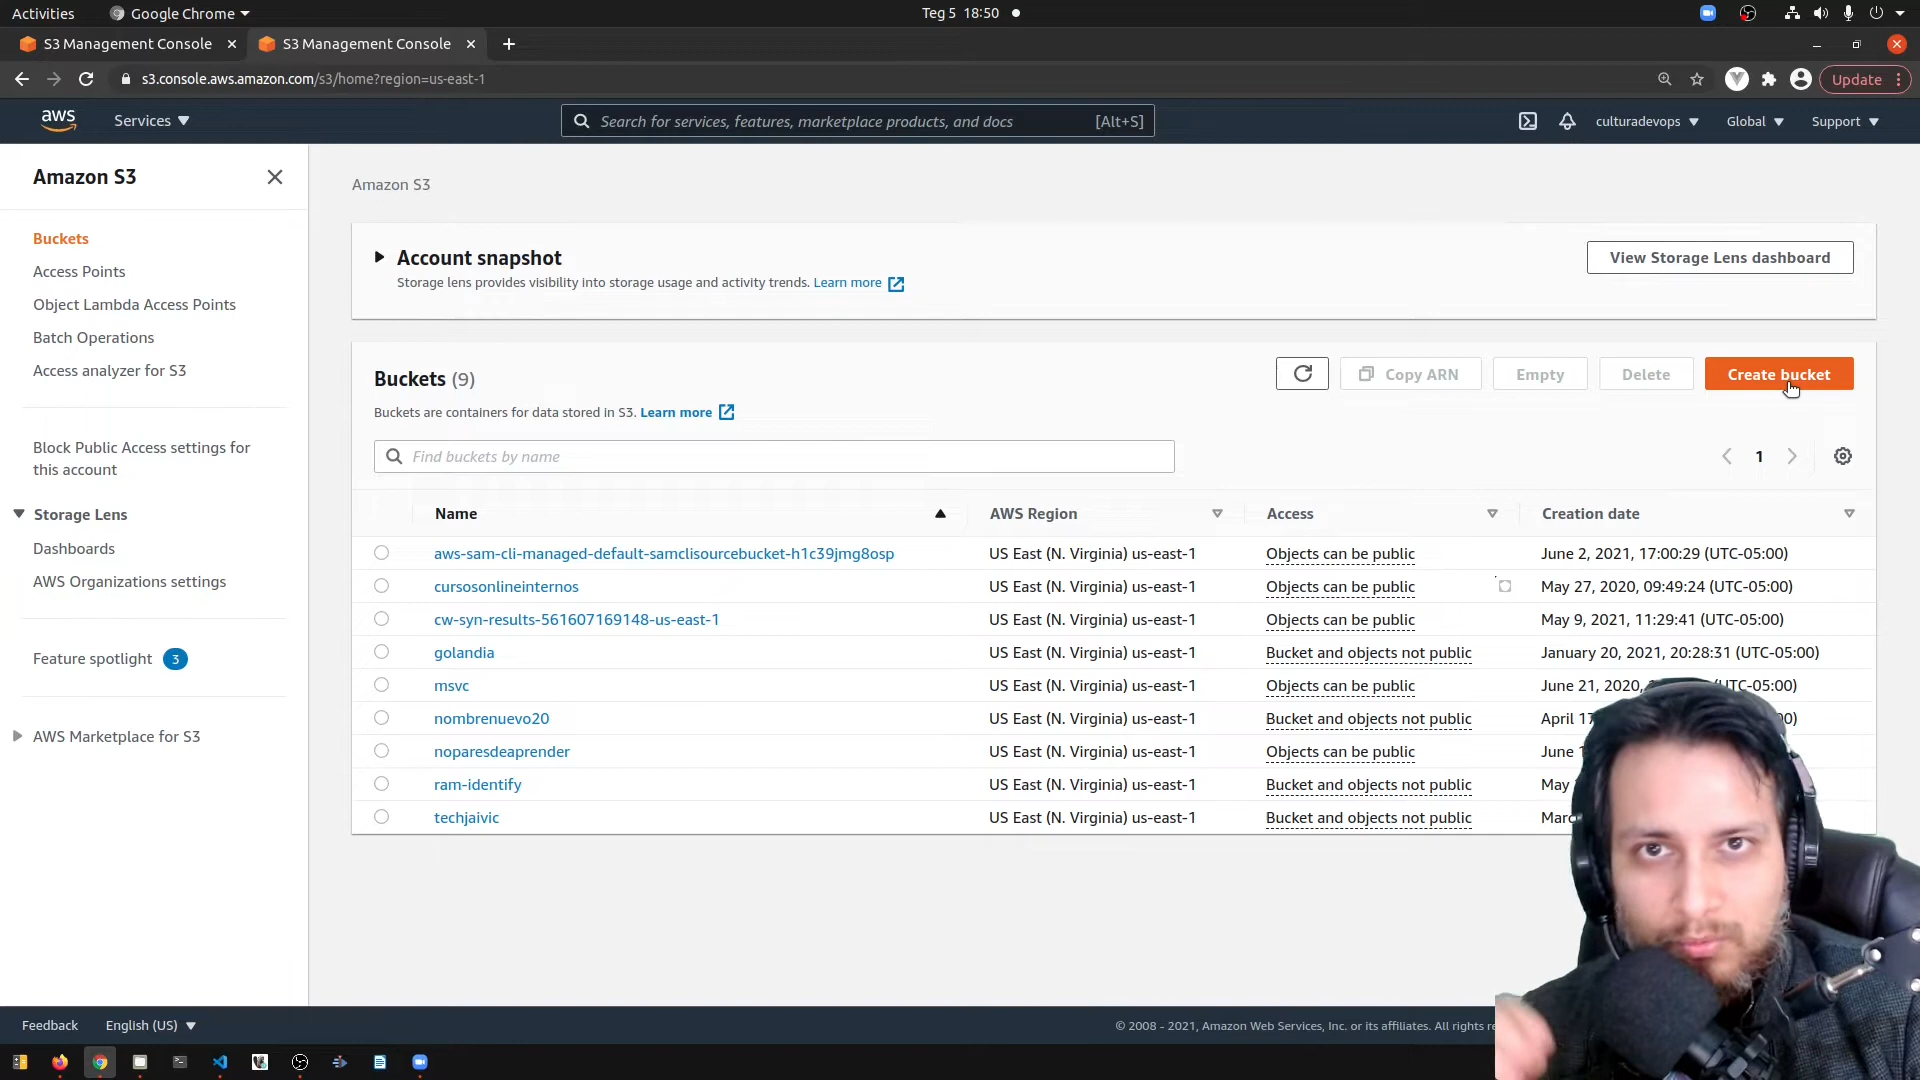 Activities
Google Chrome
Teg 5 18:50
S3 Management Console
S3 Management Console
s3.console.aws.amazon.com/s3/home?region=us-east-1
Update
aws
Services
Search for services, features, marketplace products, and docs
[Alt+S]
culturadevops
Global
Support
Amazon S3
Buckets
Access Points
Object Lambda Access Points
Batch Operations
Access analyzer for S3
Block Public Access settings for
this account
Storage Lens
Dashboards
AWS Organizations settings
Feature spotlight 3
AWS Marketplace for S3
Amazon S3
Account snapshot
Storage lens provides visibility into storage usage and activity trends. Learn more
View Storage Lens dashboard
Buckets (9)
Buckets are containers for data stored in S3. Learn more
Copy ARN
Empty
Delete
Create bucket
Find buckets by name
1
Name AWS Region Access Creation date
aws-sam-cli-managed-default-samclisourcebucket-h1c39jmg8osp US East (N. Virginia) us-east-1 Objects can be public June 2, 2021, 17:00:29 (UTC-05:00)
cursosonlineinternos US East (N. Virginia) us-east-1 Objects can be public May 27, 2020, 09:49:24 (UTC-05:00)
cw-syn-results-561607169148-us-east-1 US East (N. Virginia) us-east-1 Objects can be public May 9, 2021, 11:29:41 (UTC-05:00)
golandia US East (N. Virginia) us-east-1 Bucket and objects not public January 20, 2021, 20:28:31 (UTC-05:00)
msvc US East (N. Virginia) us-east-1 Objects can be public June 21, 2020, UTC-05:00)
nombrenuevo20 US East (N. Virginia) us-east-1 Bucket and objects not public April
noparesdeaprender US East (N. Virginia) us-east-1 Objects can be public June
ram-identify US East (N. Virginia) us-east-1 Bucket and objects not public May
techjaivic US East (N. Virginia) us-east-1 Bucket and objects not public
Feedback
English (US)
© 2008 - 2021, Amazon Web Services, Inc. or its affiliates. All rights